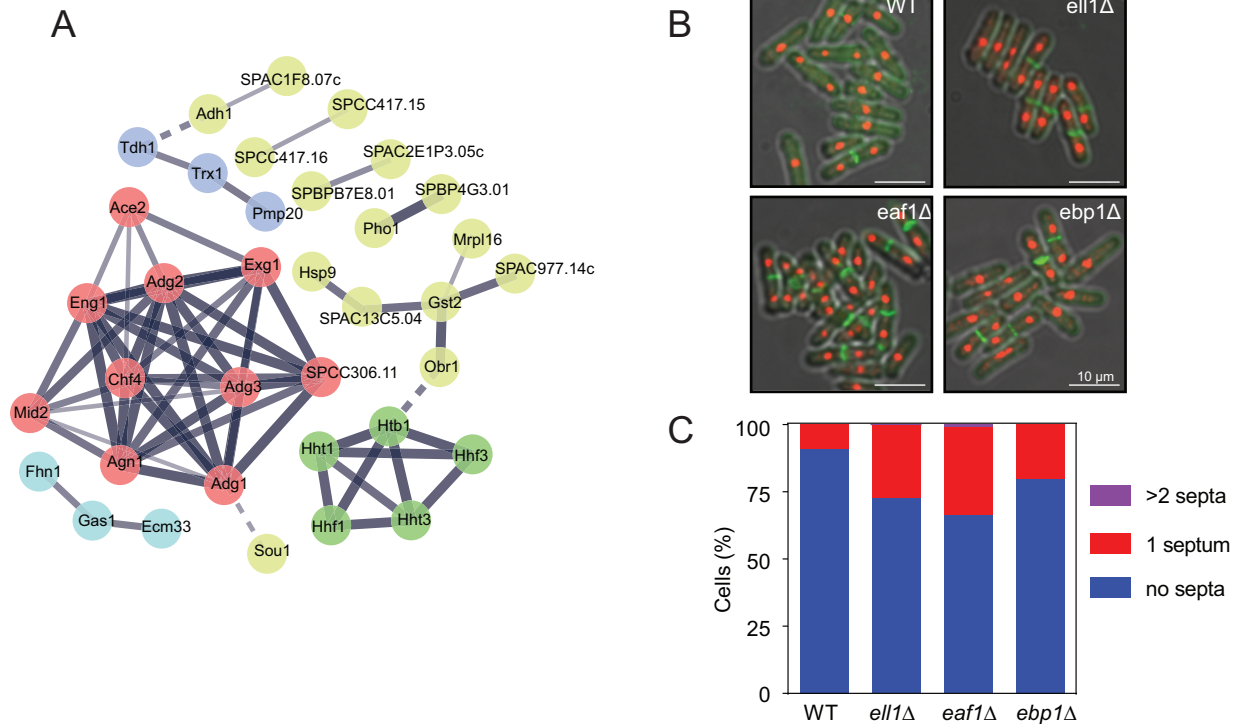 A
SPAC1F8.07c
Adh1
SPCC417.15
Tdh1
SPCC417.16
SPAC2E1P3.05c
Trx1
SPBPB7E8.01
SPBP4G3.01
Pmp20
Ace2
Pho1
Mrpl16
Exg1
Hsp9
SPAC977.14c
Adg2
Eng1
Gst2
SPAC13C5.04
Obr1
SPCC306.11
Chf4
Adg3
Mid2
Htb1
Hht1
Hhf3
Agn1
Fhn1
Adg1
Gas1
Ecm33
Hhf1
Hht3
Sou1
B
WT
ell1Δ
eaf1Δ
ebp1Δ
10 µm
C
Cells (%)
100
75
50
25
0
WT
ell1Δ
eaf1Δ
ebp1Δ
>2 septa
1 septum
no septa